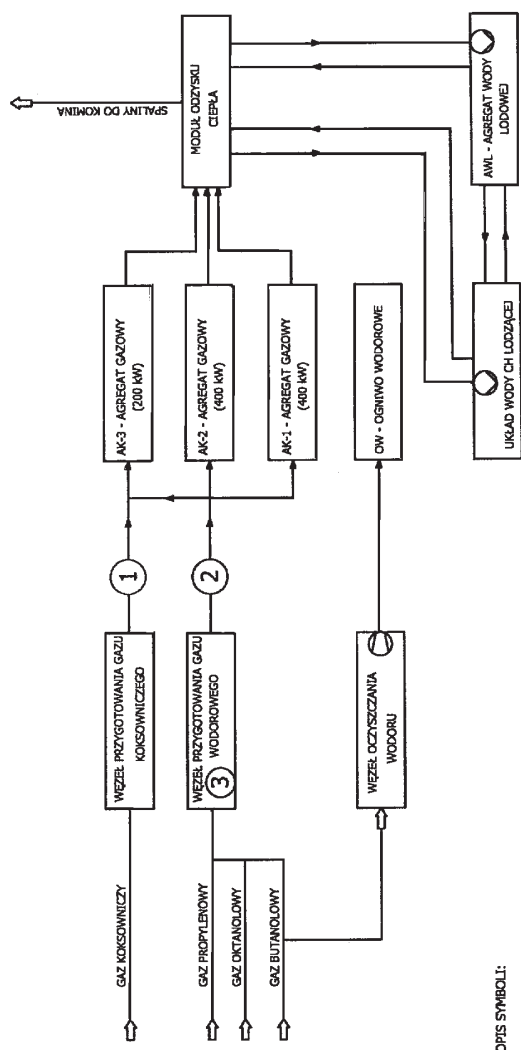 GAZ KOKSOWNICZY
GAZ PROPYLENOWY
GAZ OKTANOLOWY
GAZ BUTANOLOWY
WĘZEŁ PRZYGOTOWANIA GAZU
KOKSOWNICZEGO
WĘZEŁ PRZYGOTOWANIA GAZU
WODOROWEGO
3
WĘZEŁ OCZYSZCZANIA
WODORU
1
2
AK-3 - AGREGAT GAZOWY
(200 kW)
AK-2 - AGREGAT GAZOWY
(400 kW)
AK-1 - AGREGAT GAZOWY
(400 kW)
OW - OGNIWO WODOROWE
SPALINY DO KOMINA
MODUŁ ODZYSKU
CIEPŁA
UKŁAD WODY CH LODZĄCEJ
AWL - AGREGAT WODY
LODOWEJ
OPIS SYMBOLI: